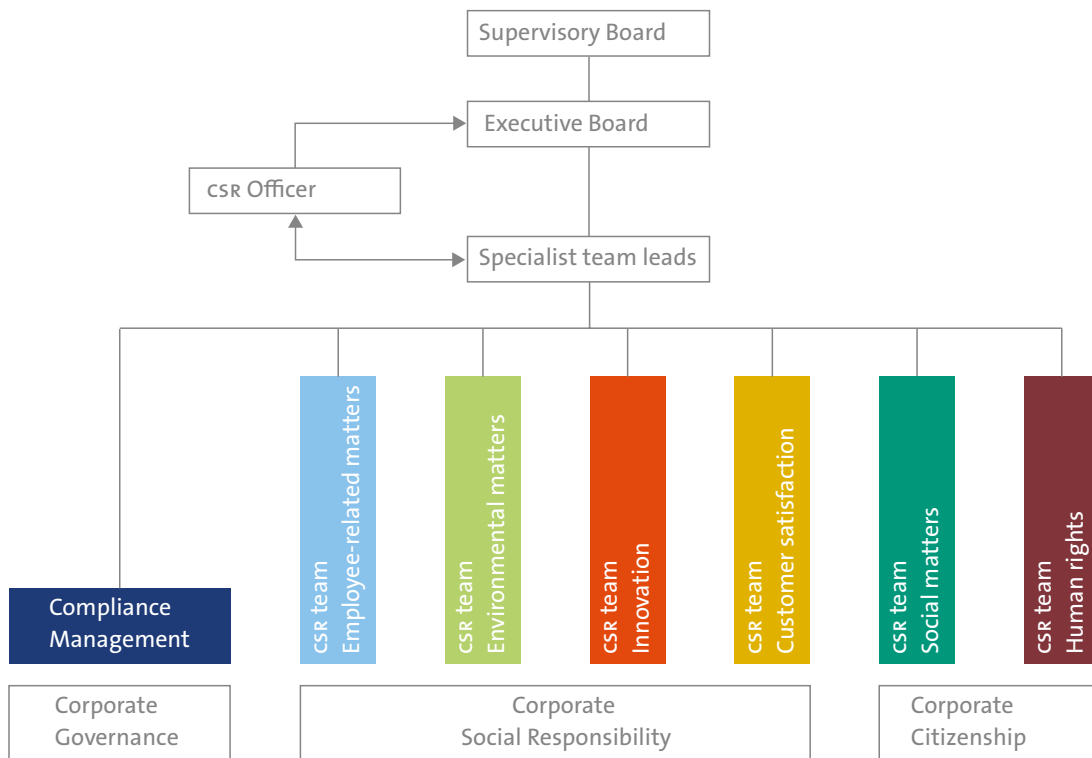 Supervisory Board
Executive Board
CSR Officer
Specialist team leads
Compliance
Management
CSR team
Employee-related matters
CSR team
Environmental matters
CSR team
Innovation
CSR team
Customer satisfaction
CSR team
Social matters
CSR team
Human rights
Corporate
Governance
Corporate
Social Responsibility
Corporate
Citizenship